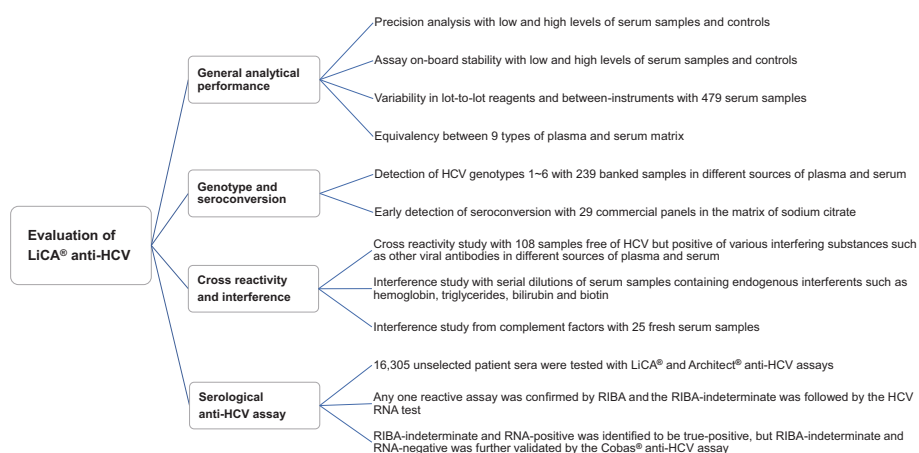 Evaluation of
LiCA® anti-HCV
General analytical
performance
Precision analysis with low and high levels of serum samples and controls
Assay on-board stability with low and high levels of serum samples and controls
Variability in lot-to-lot reagents and between-instruments with 479 serum samples
Equivalency between 9 types of plasma and serum matrix
Genotype and
seroconversion
Detection of HCV genotypes 1~6 with 239 banked samples in different sources of plasma and serum
Early detection of seroconversion with 29 commercial panels in the matrix of sodium citrate
Cross reactivity
and interference
Cross reactivity study with 108 samples free of HCV but positive of various interfering substances such
as other viral antibodies in different sources of plasma and serum
Interference study with serial dilutions of serum samples containing endogenous interferents such as
hemoglobin, triglycerides, bilirubin and biotin
Interference study from complement factors with 25 fresh serum samples
Serological
anti-HCV assay
16,305 unselected patient sera were tested with LiCA® and Architect® anti-HCV assays
Any one reactive assay was confirmed by RIBA and the RIBA-indeterminate was followed by the HCV
RNA test
RIBA-indeterminate and RNA-positive was identified to be true-positive, but RIBA-indeterminate and
RNA-negative was further validated by the Cobas® anti-HCV assay